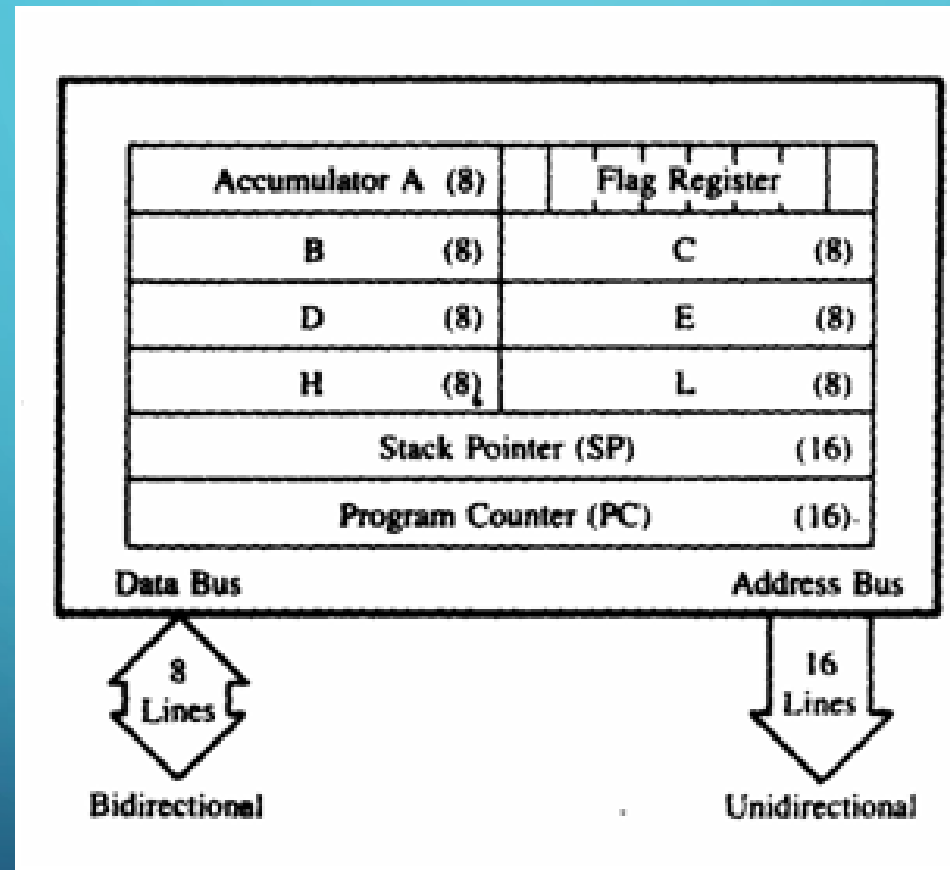 Accumulator A (8) Flag Register
B (8) C (8)
D (8) E (8)
H (8) L (8)
Stack Pointer (SP) (16)
Program Counter (PC) (16)
Data Bus Address Bus
8 16
Lines Lines
Bidirectional Unidirectional